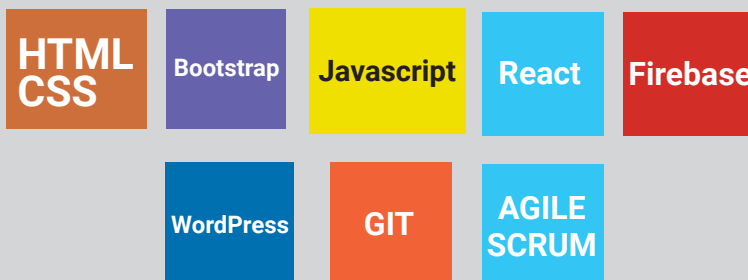 HTML
CSS
Bootstrap
Javascript
React
Firebase
WordPress
GIT
AGILE
SCRUM